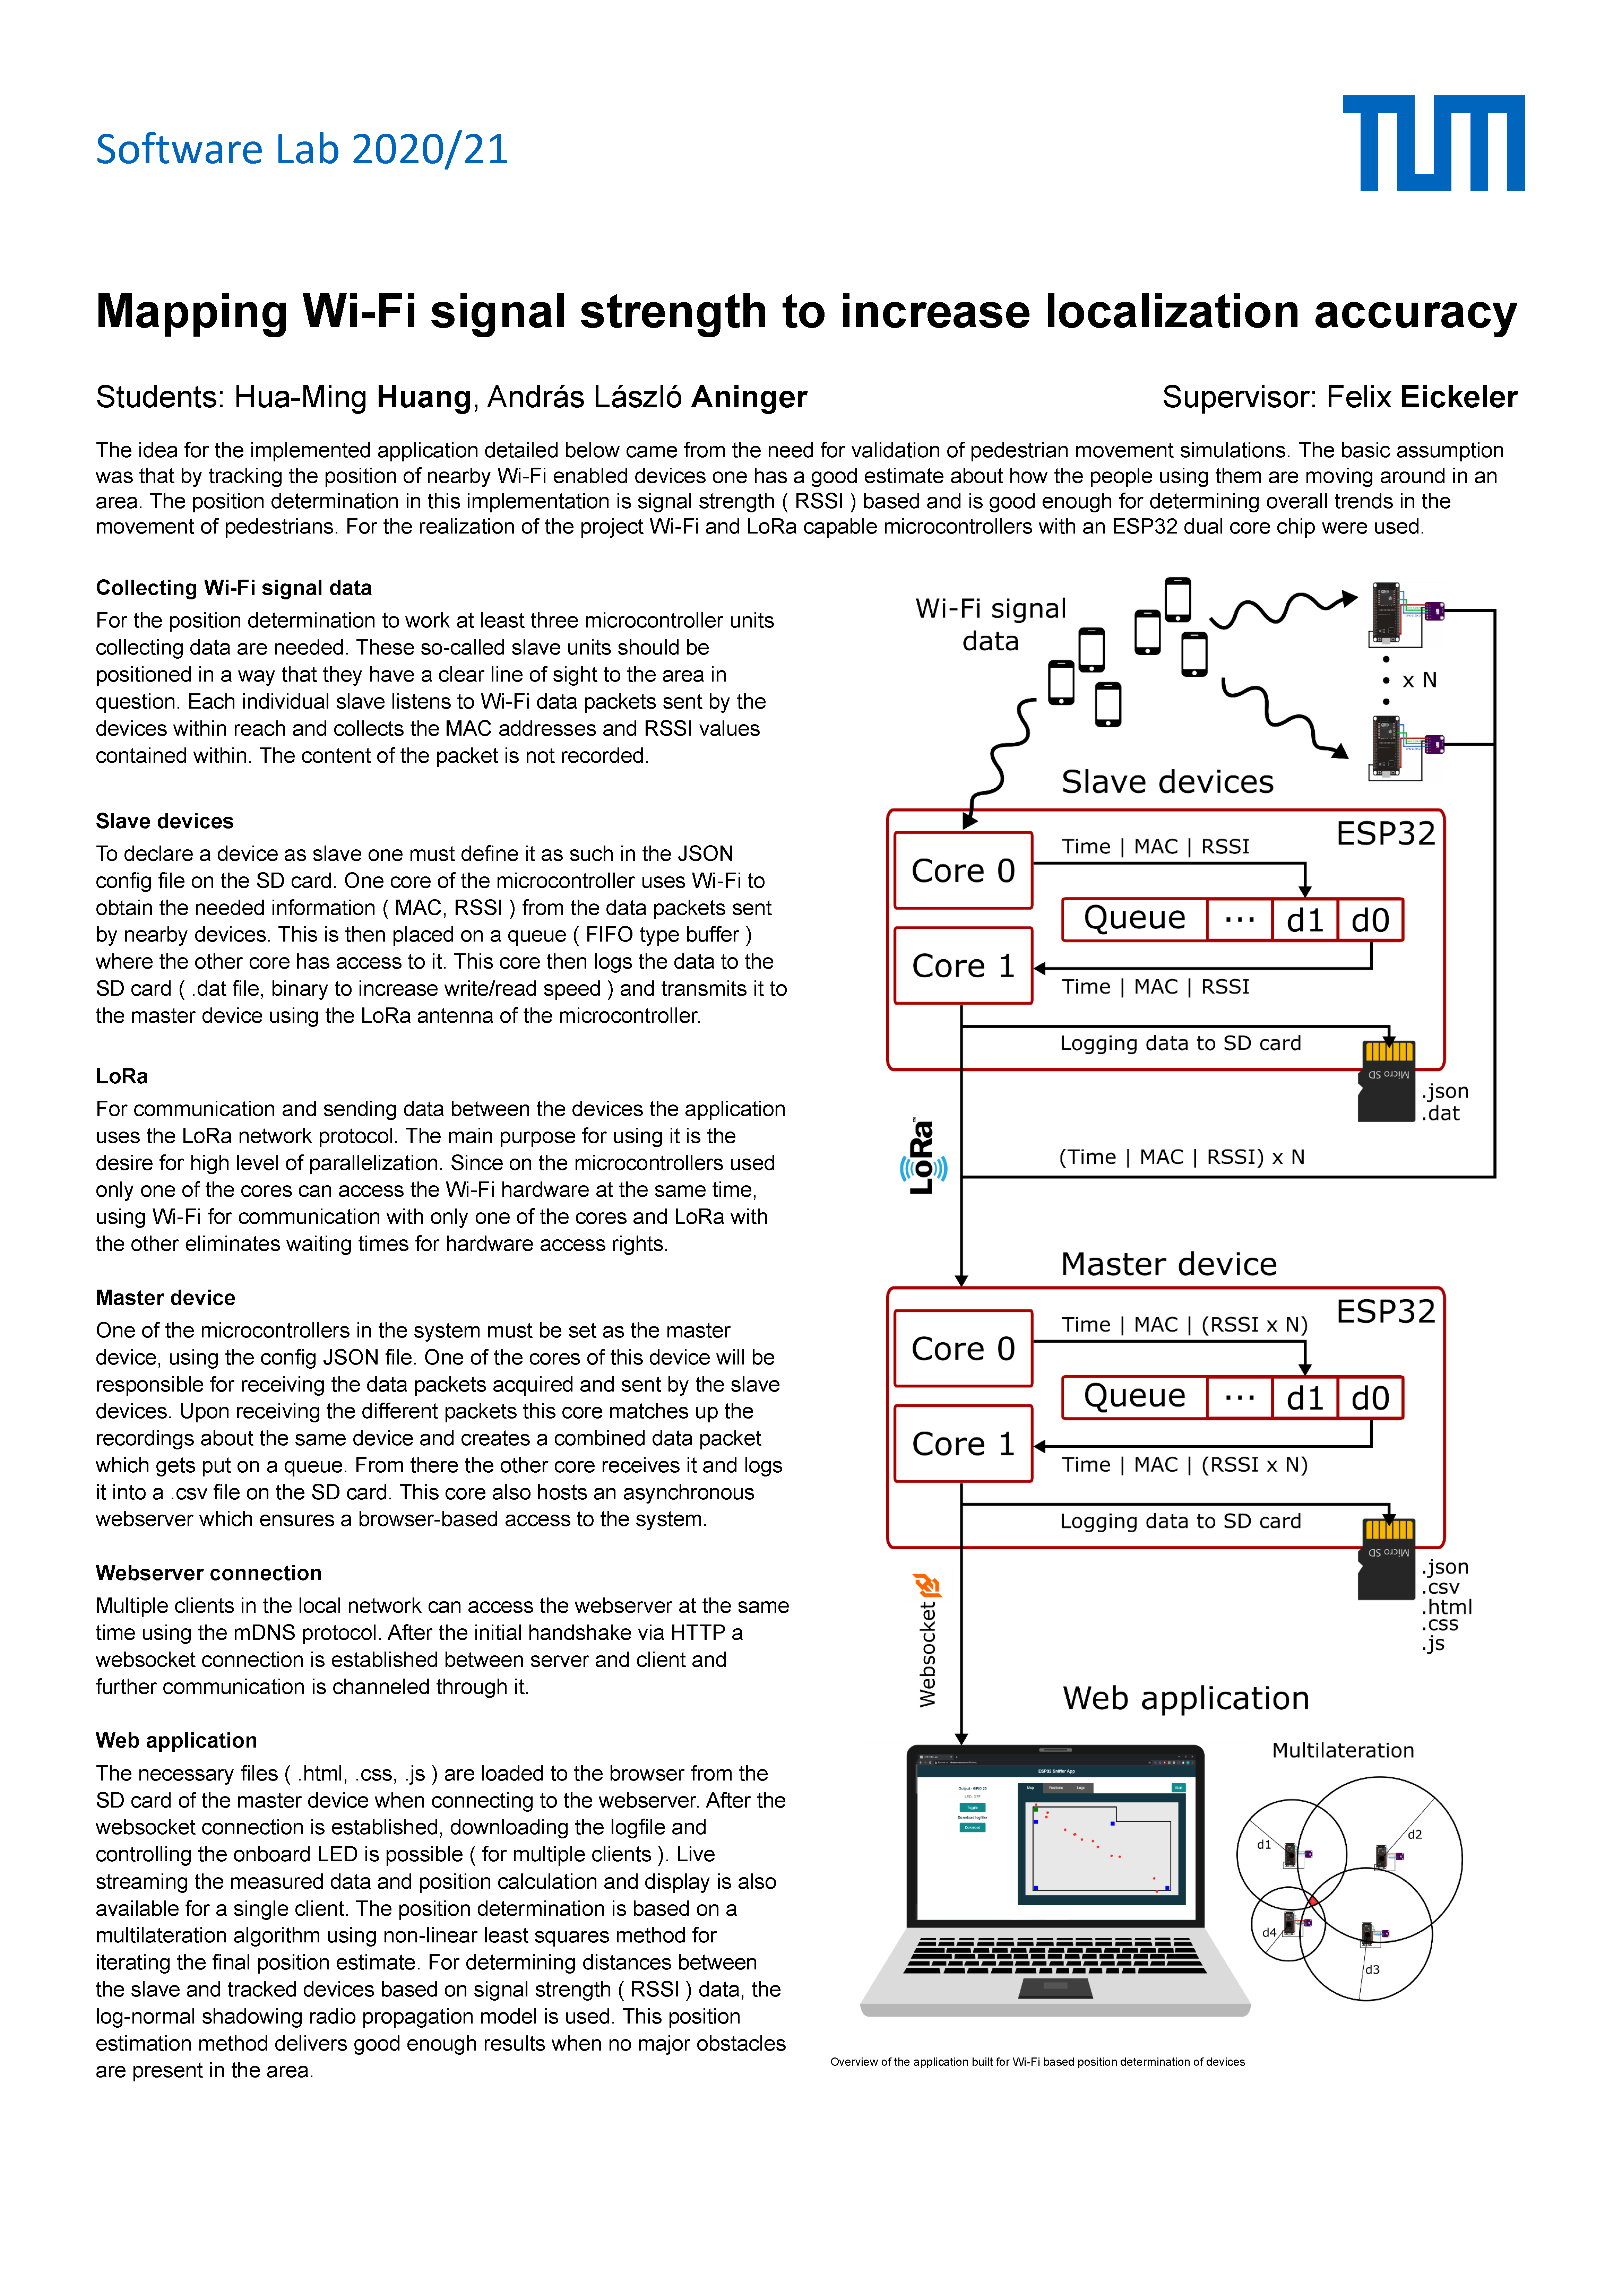 Software Lab 2020/21
TUM
Mapping Wi-Fi signal strength to increase localization accuracy
Students: Hua-Ming Huang, András László Aninger
Supervisor: Felix Eickeler
The idea for the implemented application detailed below came from the need for validation of pedestrian movement simulations. The basic assumption
was that by tracking the position of nearby Wi-Fi enabled devices one has a good estimate about how the people using them are moving around in an
area. The position determination in this implementation is signal strength ( RSSI ) based and is good enough for determining overall trends in the
movement of pedestrians. For the realization of the project Wi-Fi and LoRa capable microcontrollers with an ESP32 dual core chip were used.
Collecting Wi-Fi signal data
For the position determination to work at least three microcontroller units
collecting data are needed. These so-called slave units should be
positioned in a way that they have a clear line of sight to the area in
question. Each individual slave listens to Wi-Fi data packets sent by the
devices within reach and collects the MAC addresses and RSSI values
contained within. The content of the packet is not recorded.
Slave devices
To declare a device as slave one must define it as such in the JSON
config file on the SD card. One core of the microcontroller uses Wi-Fi to
obtain the needed information ( MAC, RSSI ) from the data packets sent
by nearby devices. This is then placed on a queue ( FIFO type buffer )
where the other core has access to it. This core then logs the data to the
SD card ( .dat file, binary to increase write/read speed ) and transmits it to
the master device using the LoRa antenna of the microcontroller.
LoRa
For communication and sending data between the devices the application
uses the LoRa network protocol. The main purpose for using it is the
desire for high level of parallelization. Since on the microcontrollers used
only one of the cores can access the Wi-Fi hardware at the same time,
using Wi-Fi for communication with only one of the cores and LoRa with
the other eliminates waiting times for hardware access rights.
Master device
One of the microcontrollers in the system must be set as the master
device, using the config JSON file. One of the cores of this device will be
responsible for receiving the data packets acquired and sent by the slave
devices. Upon receiving the different packets this core matches up the
recordings about the same device and creates a combined data packet
which gets put on a queue. From there the other core receives it and logs
it into a .csv file on the SD card. This core also hosts an asynchronous
webserver which ensures a browser-based access to the system.
Webserver connection
Multiple clients in the local network can access the webserver at the same
time using the mDNS protocol. After the initial handshake via HTTP a
websocket connection is established between server and client and
further communication is channeled through it.
Web application
The necessary files ( .html, .css, .js ) are loaded to the browser from the
SD card of the master device when connecting to the webserver. After the
websocket connection is established, downloading the logfile and
controlling the onboard LED is possible ( for multiple clients ). Live
streaming the measured data and position calculation and display is also
available for a single client. The position determination is based on a
multilateration algorithm using non-linear least squares method for
iterating the final position estimate. For determining distances between
the slave and tracked devices based on signal strength ( RSSI ) data, the
log-normal shadowing radio propagation model is used. This position
estimation method delivers good enough results when no major obstacles
are present in the area.
Wi-Fi signal
data
x N
Slave devices
ESP32
Core 0
Time | MAC | RSSI
Queue ... d1 d0
Core 1
Time | MAC | RSSI
Logging data to SD card
Micro SD
.json
.dat
LoRa
(Time | MAC | RSSI) x N
Master device
ESP32
Core 0
Time | MAC | (RSSI x N)
Queue ... d1 d0
Core 1
Time | MAC | (RSSI x N)
Logging data to SD card
Micro SD
.json
.csv
.html
.css
.js
Websocket
Web application
ESP32 Sniffer App
Output - GPIO 25
Toggle
Download logfiles
Download
Map
Positions
Logs
Multilateration
d1
d2
d4
d3
Overview of the application built for Wi-Fi based position determination of devices